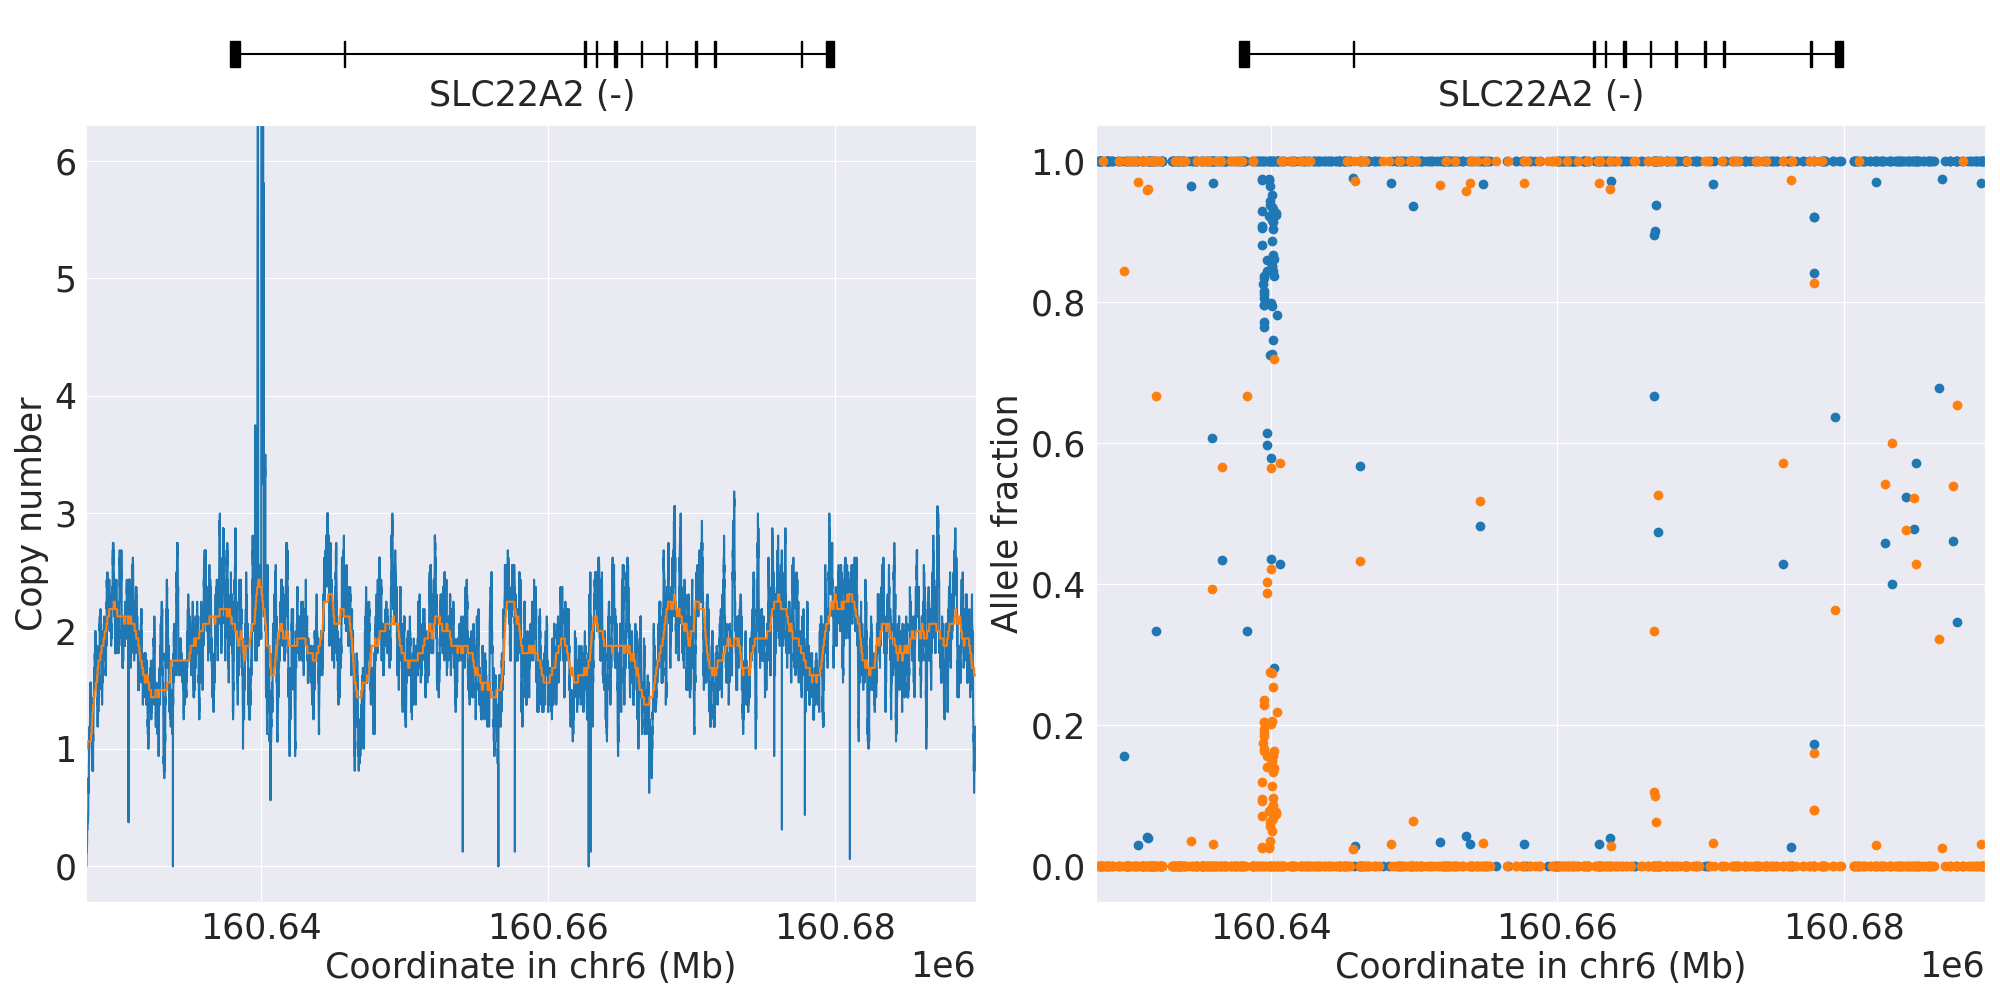 SLC22A2 (-)
SLC22A2 (-)
Copy number
6
5
4
3
2
1
0
160.64
160.66
160.68
Coordinate in chr6 (Mb)
1e6
Allele fraction
1.0
0.8
0.6
0.4
0.2
0.0
160.64
160.66
160.68
Coordinate in chr6 (Mb)
1e6